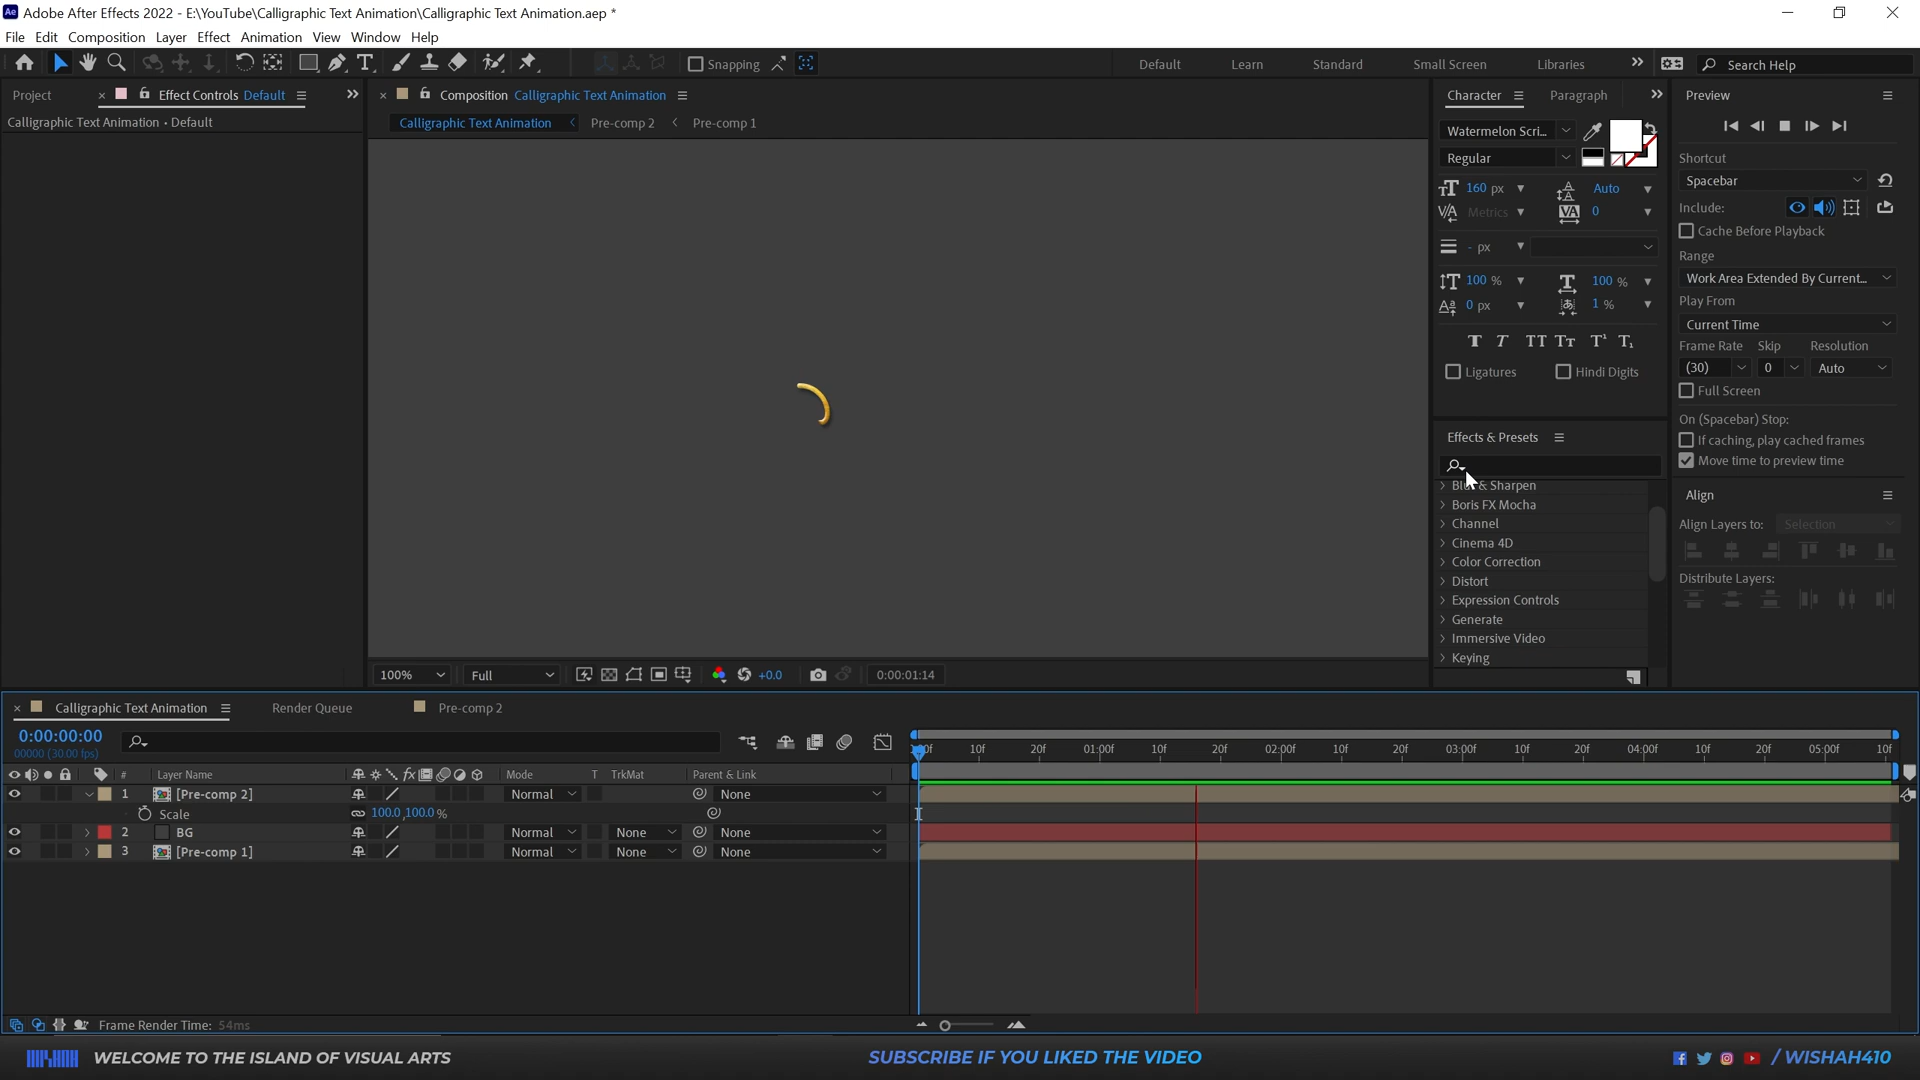 Adobe After Effects 2022 - E:\YouTube\Calligraphic Text Animation\Calligraphic Text Animation.aep *
File Edit Composition Layer Effect Animation View Window Help
Snapping
Default Learn Standard Small Screen Libraries
Search Help
Project
Effect Controls Default
Calligraphic Text Animation • Default
Composition Calligraphic Text Animation
Calligraphic Text Animation Pre-comp 2 Pre-comp 1
100% Full +0.0 0:00:01:14
Character Paragraph
Watermelon Scri...
Regular
160 px Auto
Metrics 0
- px
100 % 100 %
0 px 1 %
Ligatures Hindi Digits
Effects & Presets
Blur & Sharpen
Boris FX Mocha
Channel
Cinema 4D
Color Correction
Distort
Expression Controls
Generate
Immersive Video
Keying
Preview
Shortcut
Spacebar
Include:
Cache Before Playback
Range
Work Area Extended By Current...
Play From
Current Time
Frame Rate Skip Resolution
(30) 0 Auto
Full Screen
On (Spacebar) Stop:
If caching, play cached frames
Move time to preview time
Align
Align Layers to: Selection
Distribute Layers:
Calligraphic Text Animation Render Queue Pre-comp 2
0:00:00:00
00000 (30.00 fps)
# Layer Name Mode T TrkMat Parent & Link
1 [Pre-comp 2] Normal None
Scale 100.0,100.0 %
2 BG Normal None None
3 [Pre-comp 1] Normal None None
10f 20f 01:00f 10f 20f 02:00f 10f 20f 03:00f 10f 20f 04:00f 10f 20f 05:00f 10f
Frame Render Time: 54ms
WELCOME TO THE ISLAND OF VISUAL ARTS
SUBSCRIBE IF YOU LIKED THE VIDEO
/WISHAH410